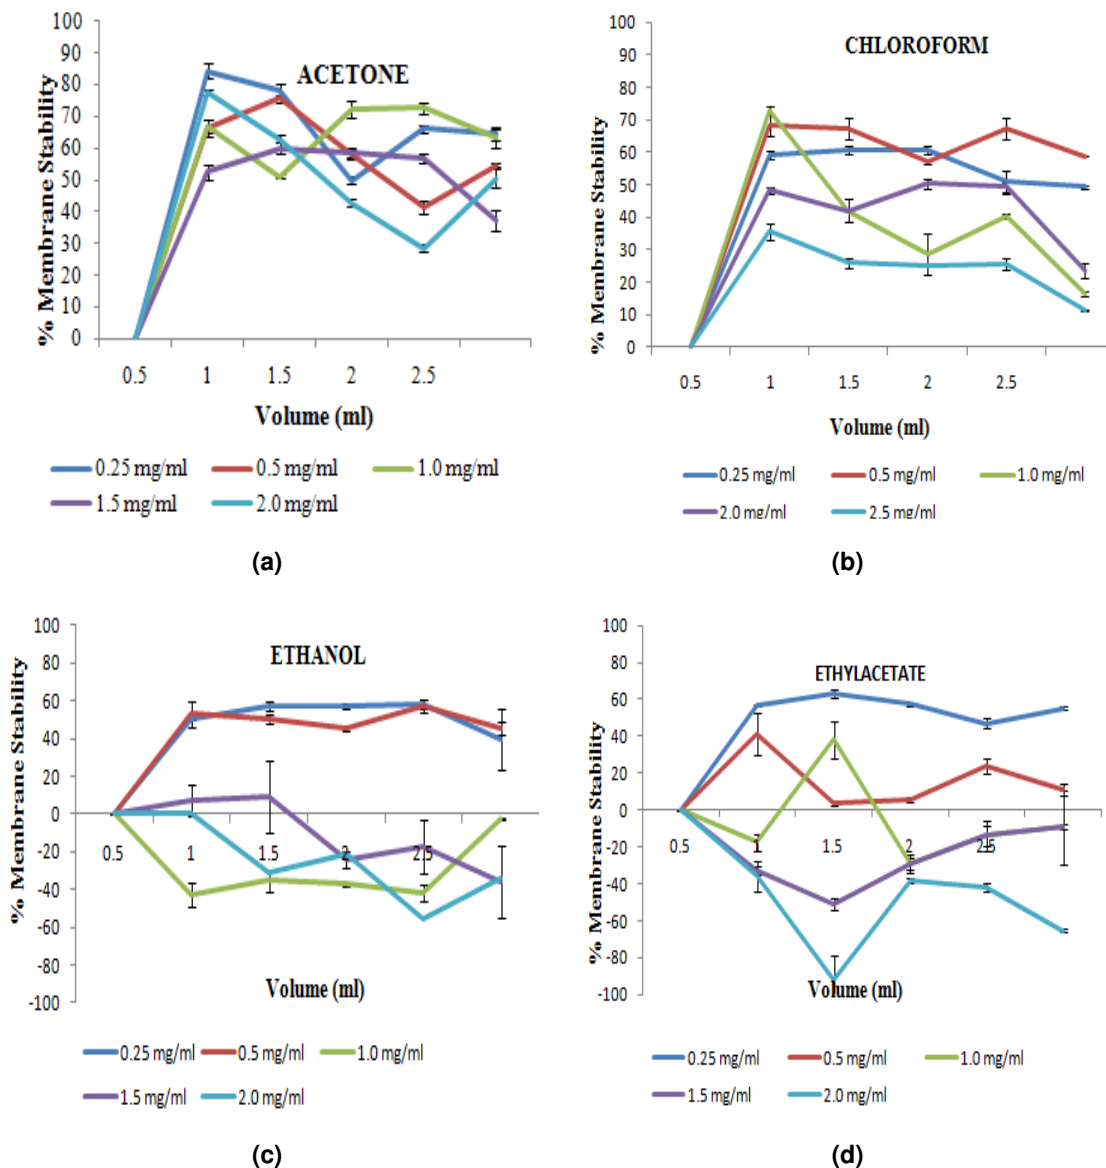 100
90
80
70
60
50
40
30
20
10
0
% Membrane Stability
ACETONE
0.5 1 1.5 2 2.5
Volume (ml)
0.25 mg/ml 0.5 mg/ml 1.0 mg/ml
1.5 mg/ml 2.0 mg/ml
(a)
100
90
80
70
60
50
40
30
20
10
0
% Membrane Stability
CHLOROFORM
0.5 1 1.5 2 2.5
Volume (ml)
0.25 mg/ml 0.5 mg/ml 1.0 mg/ml
2.0 mg/ml 2.5 mg/ml
(b)
100
80
60
40
20
0
-20
-40
-60
-80
-100
% Membrane Stability
ETHANOL
0.5 1 1.5 2 2.5
Volume (ml)
0.25 mg/ml 0.5 mg/ml 1.0 mg/ml
1.5 mg/ml 2.0 mg/ml
(c)
100
80
60
40
20
0
-20
-40
-60
-80
-100
% Membrane Stability
ETHYLACETATE
0.5 1 1.5 2 2.5
Volume (ml)
0.25 mg/ml 0.5 mg/ml 1.0 mg/ml
1.5 mg/ml 2.0 mg/ml
(d)